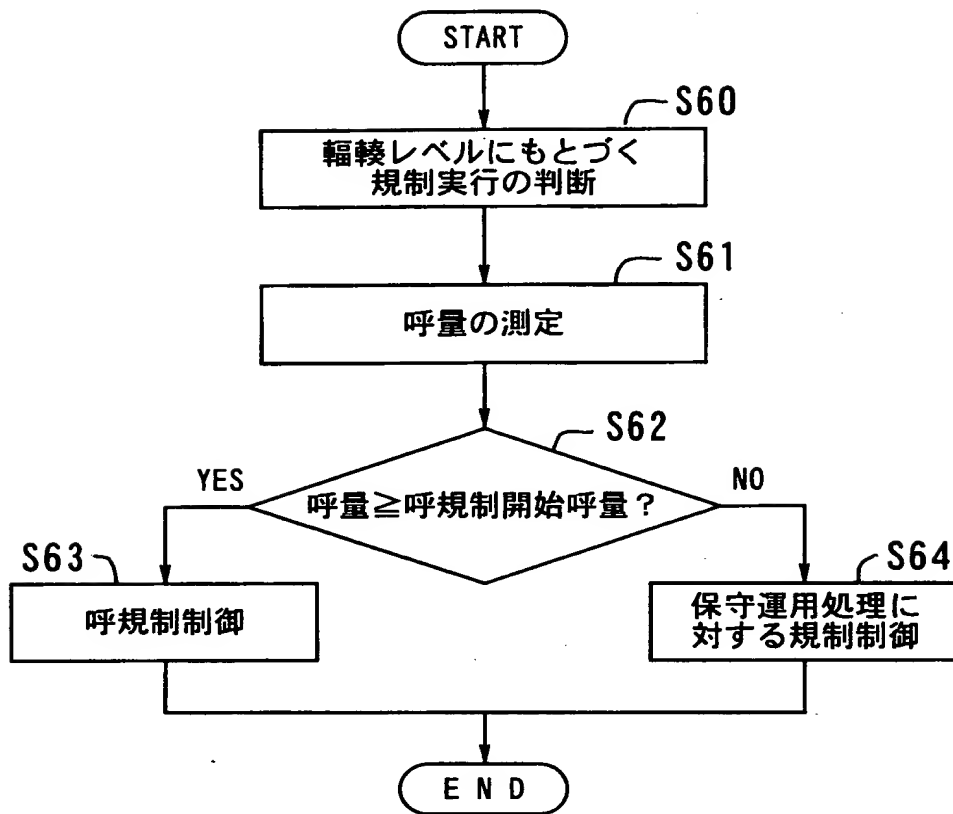 START
S60
輻輳レベルにもとづく
規制実行の判断
S61
呼量の測定
S62
YES
呼量≧呼規制開始呼量?
NO
S63
呼規制制御
S64
保守運用処理に
対する規制制御
END